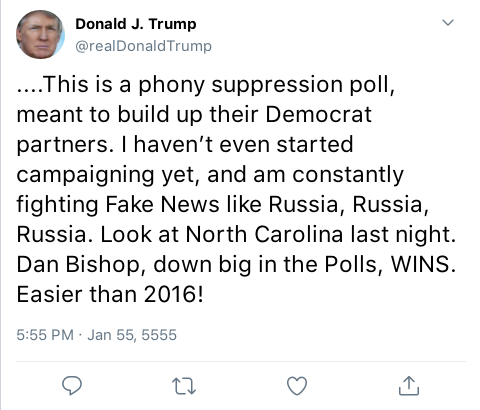 Donald J. Trump
@realDonaldTrump
....This is a phony suppression poll,
meant to build up their Democrat
partners. I haven’t even started
campaigning yet, and am constantly
fighting Fake News like Russia, Russia,
Russia. Look at North Carolina last night.
Dan Bishop, down big in the Polls, WINS.
Easier than 2016!
5:55 PM · Jan 55, 5555